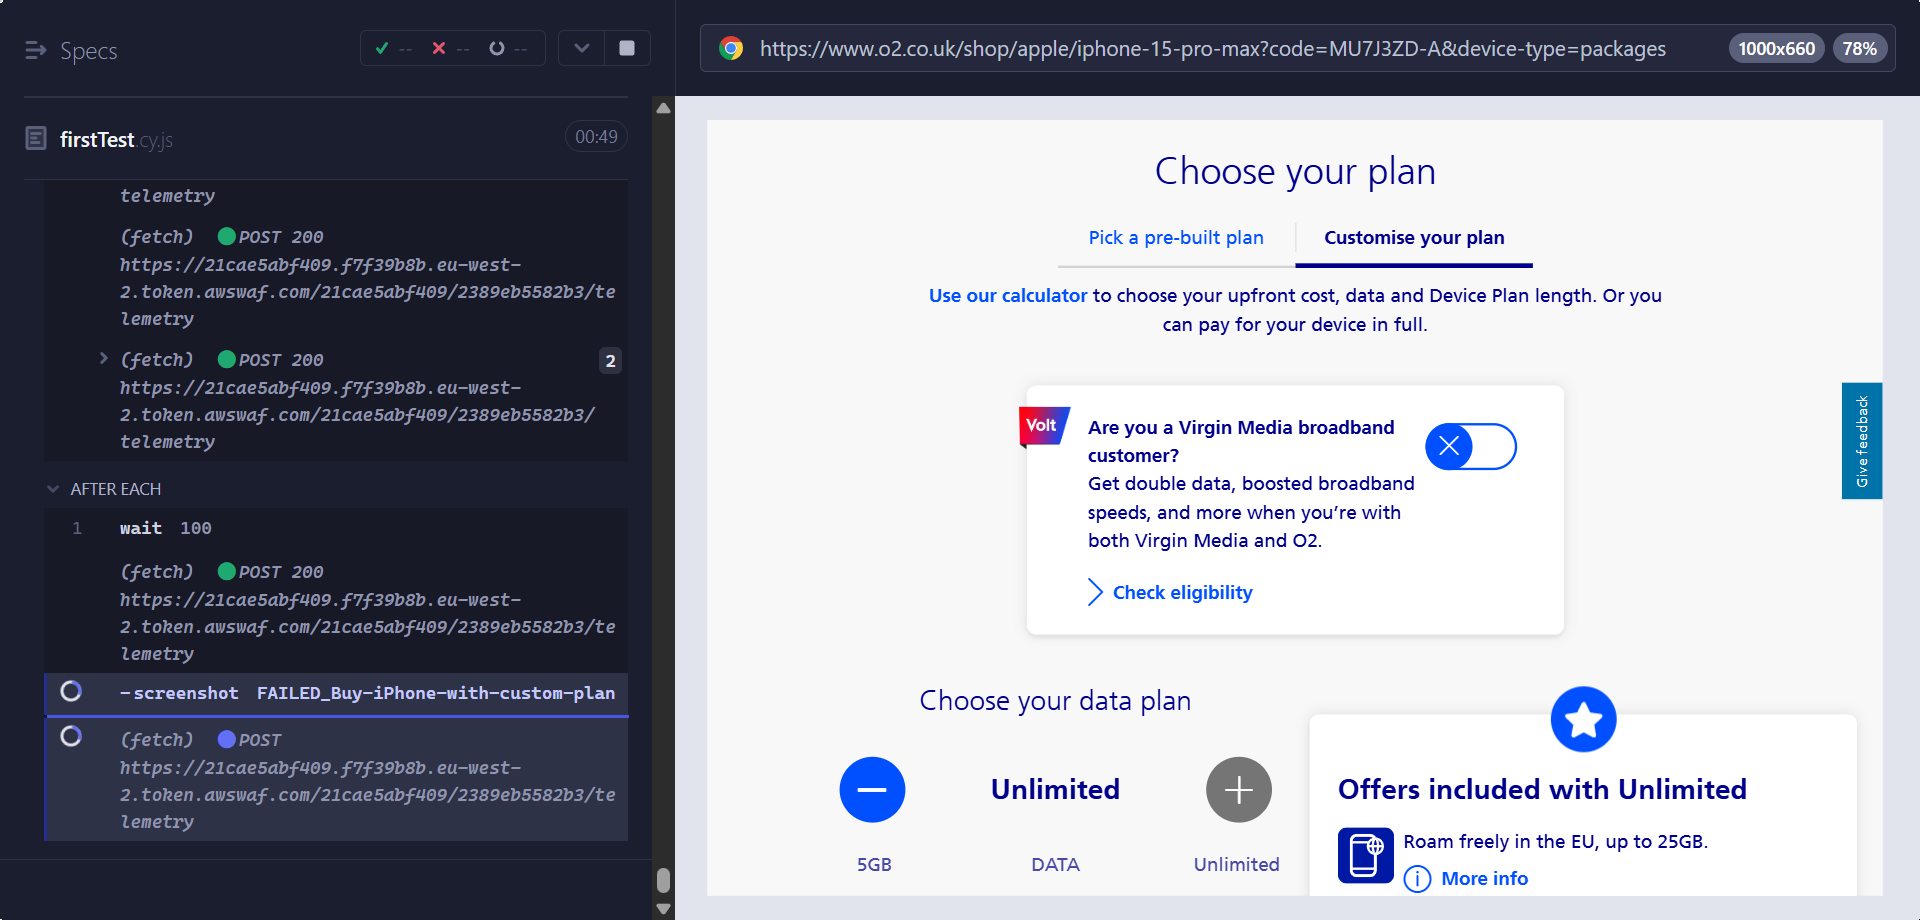 Specs
--
--
--
https://www.o2.co.uk/shop/apple/iphone-15-pro-max?code=MU7J3ZD-A&device-type=packages
1000x660
78%
firstTest.cy.js
00:49
telemetry
(fetch) POST 200
https://21cae5abf409.f7f39b8b.eu-west-
2.token.awswaf.com/21cae5abf409/2389eb5582b3/te
lemetry
(fetch) POST 200
2
https://21cae5abf409.f7f39b8b.eu-west-
2.token.awswaf.com/21cae5abf409/2389eb5582b3/
telemetry
AFTER EACH
1 wait 100
(fetch) POST 200
https://21cae5abf409.f7f39b8b.eu-west-
2.token.awswaf.com/21cae5abf409/2389eb5582b3/te
lemetry
-screenshot FAILED_Buy-iPhone-with-custom-plan
(fetch) POST
https://21cae5abf409.f7f39b8b.eu-west-
2.token.awswaf.com/21cae5abf409/2389eb5582b3/te
lemetry
Choose your plan
Pick a pre-built plan
Customise your plan
Use our calculator to choose your upfront cost, data and Device Plan length. Or you
can pay for your device in full.
Volt
Are you a Virgin Media broadband
customer?
Get double data, boosted broadband
speeds, and more when you’re with
both Virgin Media and O2.
Check eligibility
Give feedback
Choose your data plan
Unlimited
5GB
DATA
Unlimited
Offers included with Unlimited
Roam freely in the EU, up to 25GB.
More info